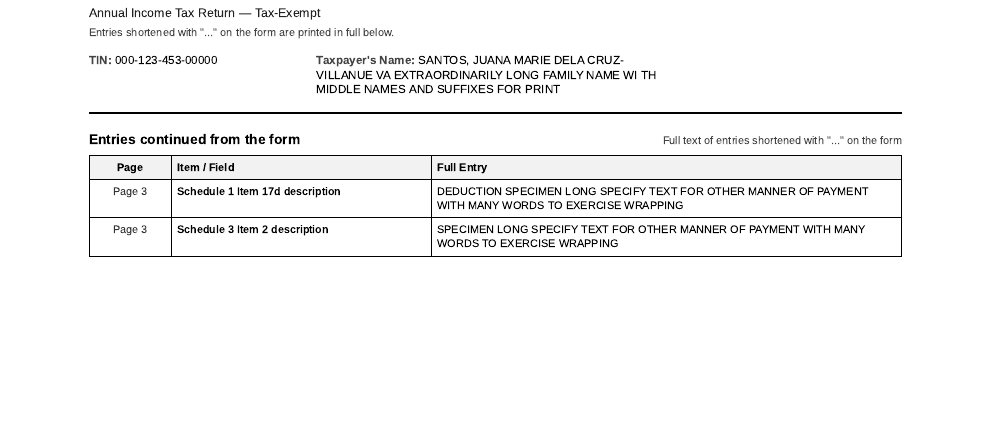 Annual Income Tax Return — Tax-Exempt
Entries shortened with "..." on the form are printed in full below.
TIN: 000-123-453-00000
Taxpayer's Name: SANTOS, JUANA MARIE DELA CRUZ-
VILLANUE VA EXTRAORDINARILY LONG FAMILY NAME WI TH
MIDDLE NAMES AND SUFFIXES FOR PRINT
Entries continued from the form
Full text of entries shortened with "..." on the form
Page Item / Field Full Entry
Page 3 Schedule 1 Item 17d description DEDUCTION SPECIMEN LONG SPECIFY TEXT FOR OTHER MANNER OF PAYMENT
WITH MANY WORDS TO EXERCISE WRAPPING
Page 3 Schedule 3 Item 2 description SPECIMEN LONG SPECIFY TEXT FOR OTHER MANNER OF PAYMENT WITH MANY
WORDS TO EXERCISE WRAPPING